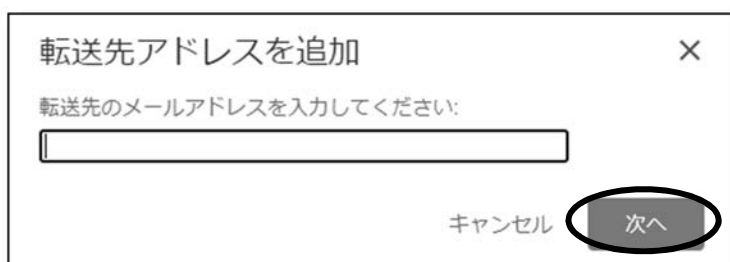 転送先アドレスを追加
転送先のメールアドレスを入力してください:
キャンセル 次へ